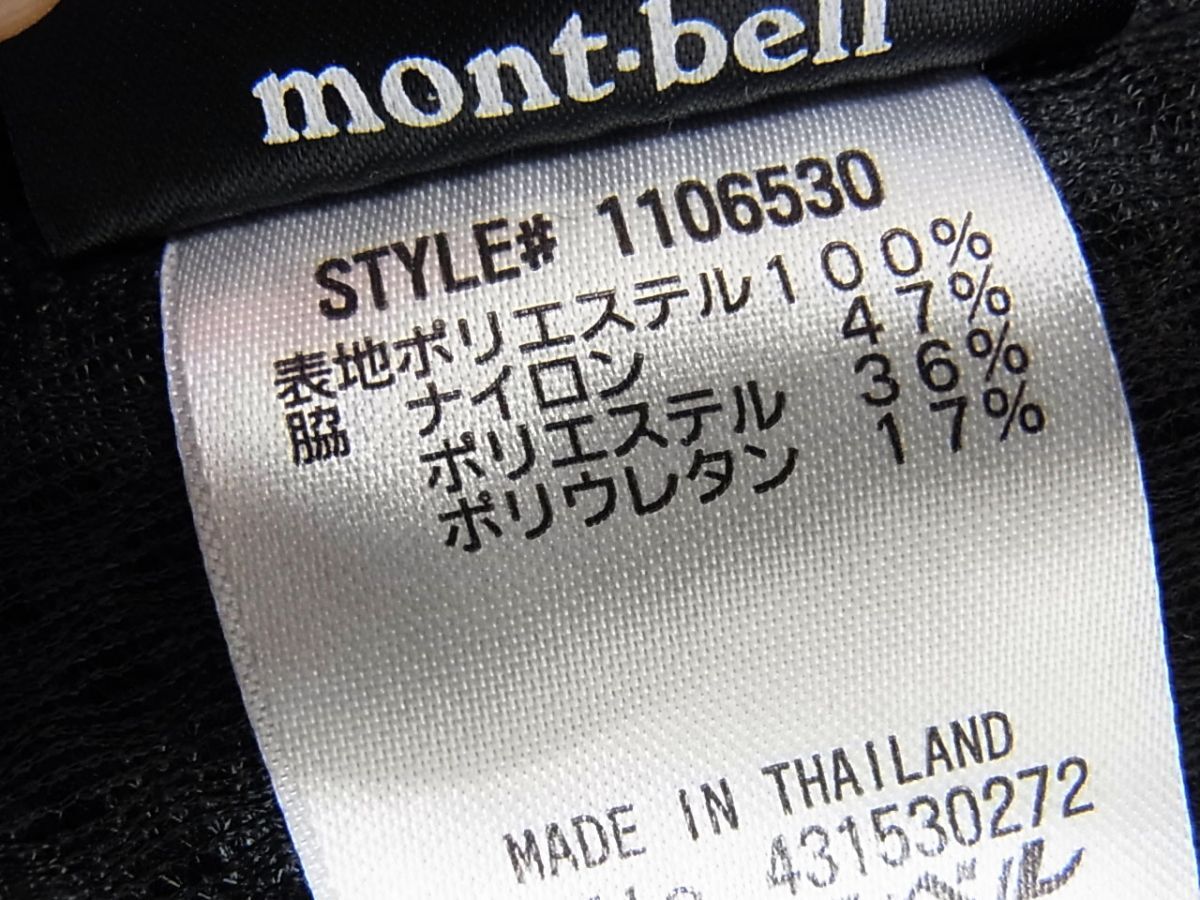 mont·bell
STYLE# 1106530
表地ポリエステル100%
脇 ナイロン 47%
ポリエステル 36%
ポリウレタン 17%
MADE IN THAILAND
431530272